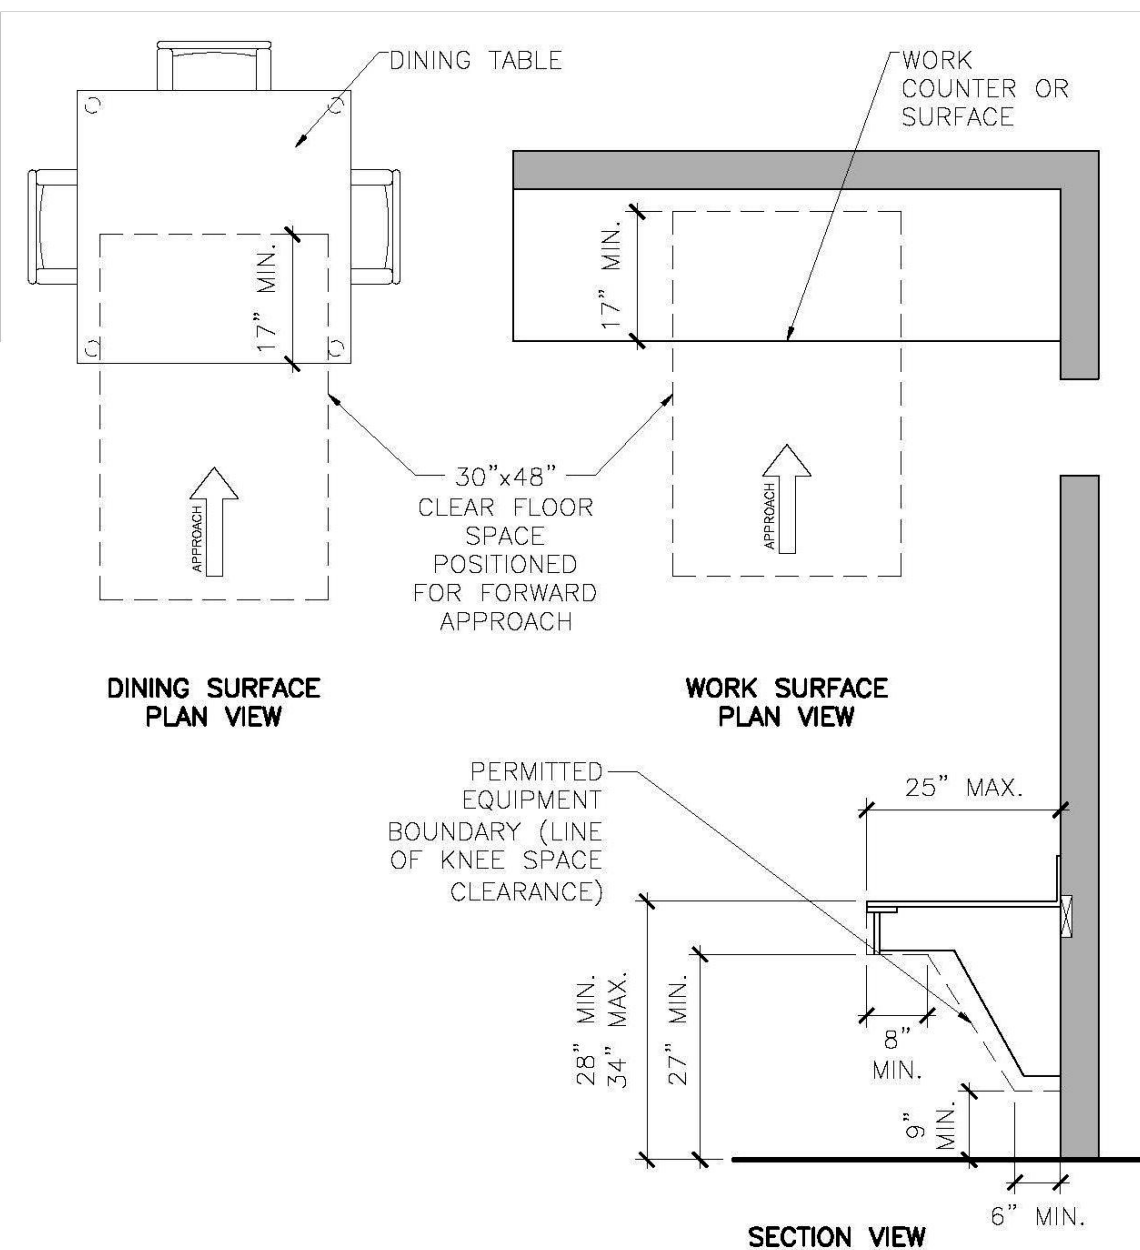 DINING TABLE
WORK
COUNTER OR
SURFACE
17” MIN.
17” MIN.
30”x48”
CLEAR FLOOR
SPACE
POSITIONED
FOR FORWARD
APPROACH
APPROACH
APPROACH
DINING SURFACE
PLAN VIEW
WORK SURFACE
PLAN VIEW
PERMITTED
EQUIPMENT
BOUNDARY (LINE
OF KNEE SPACE
CLEARANCE)
25” MAX.
28” MIN.
34” MAX.
27” MIN.
8”
MIN.
9”
MIN.
6” MIN.
SECTION VIEW